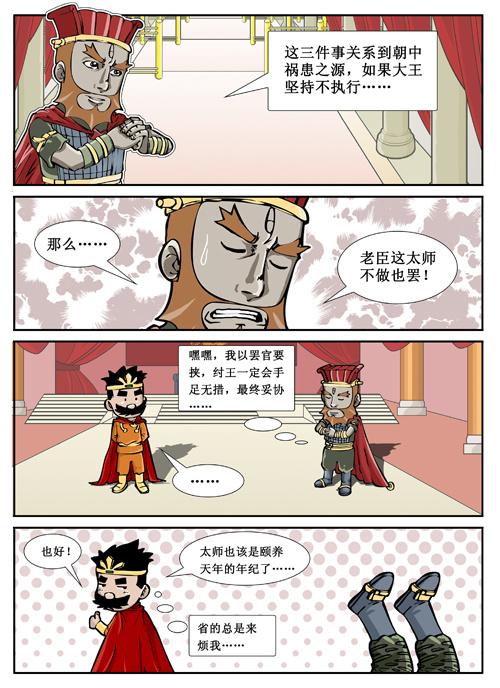 这三件事关系到朝中
祸患之源，如果大王
坚持不执行……
那么……
老臣这太师
不做也罢！
嘿嘿，我以罢官要
挟，纣王一定会手
足无措，最终妥协
……
……
也好！
太师也该是颐养
天年的年纪了……
省的总是来
烦我……